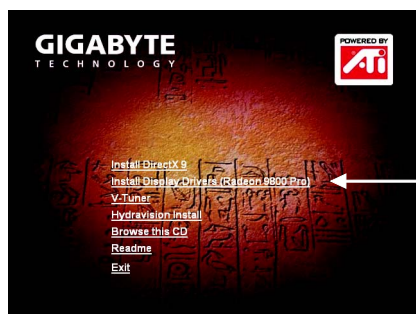 GIGABYTE
TECHNOLOGY
POWERED BY
ATi
Install DirectX 9
Install Display Drivers (Radeon 9800 Pro)
V-Tuner
Hydravision Install
Browse this CD
Readme
Exit